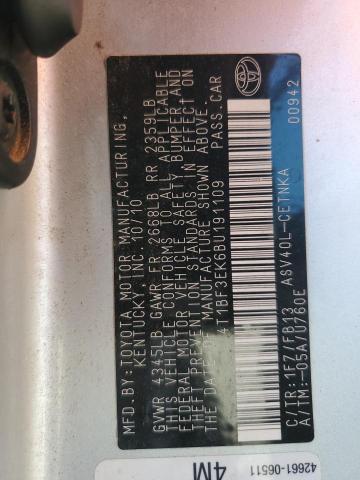 MFD.BY:TOYOTA MOTOR MANUFACTURING,
KENTUCKY, INC. 10/10
GVWR 4345LB GAWR FR 2668LB RR 2359LB
THIS VEHICLE CONFORMS TO ALL APPLICABLE
FEDERAL MOTOR VEHICLE SAFETY, BUMPER, AND
THEFT PREVENTION STANDARDS IN EFFECT ON
THE DATE OF MANUFACTURE SHOWN ABOVE.
4T1BF3EK6BU191109 PASS.CAR
C/TR:1F7/FB13 ASV40L-CETNKA
A/TM:-05A/U760E 00942
TOYOTA
42661-06511
4M